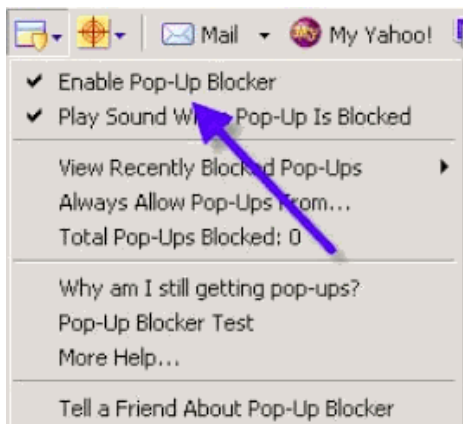 Mail My Yahoo!
Enable Pop-Up Blocker
Play Sound When Pop-Up Is Blocked
View Recently Blocked Pop-Ups
Always Allow Pop-Ups From...
Total Pop-Ups Blocked: 0
Why am I still getting pop-ups?
Pop-Up Blocker Test
More Help...
Tell a Friend About Pop-Up Blocker